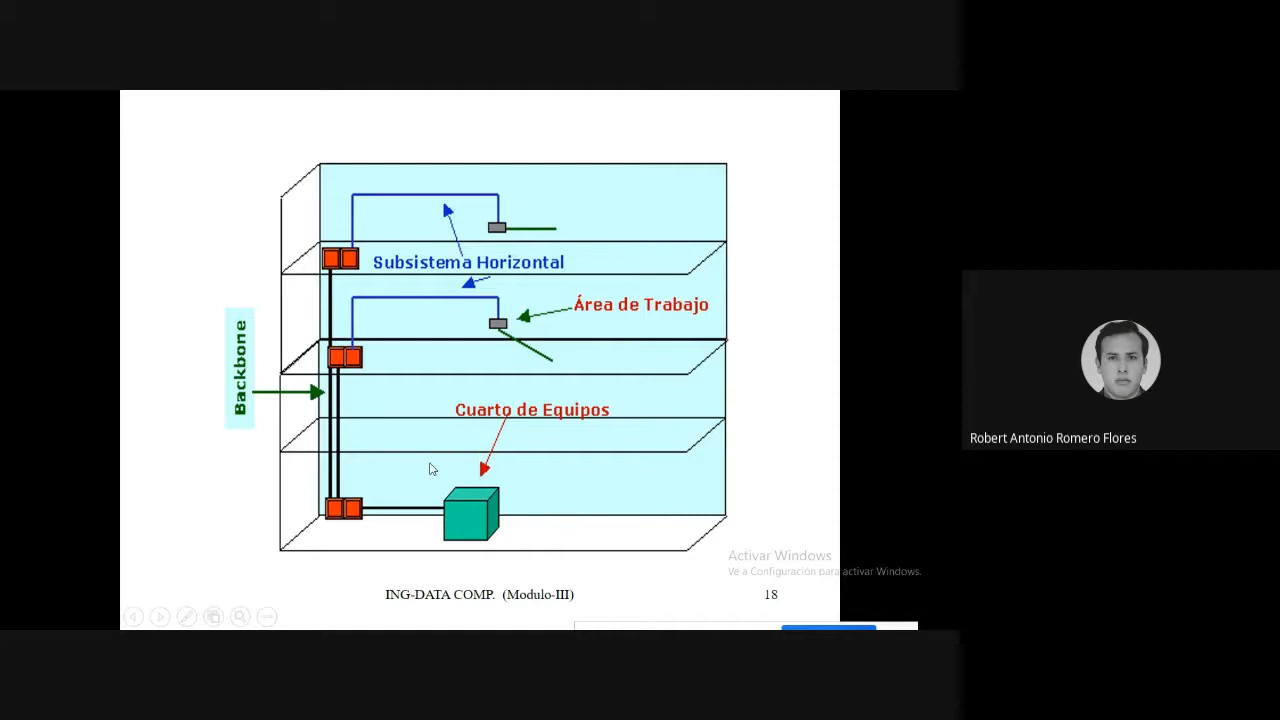 Subsistema Horizontal
Área de Trabajo
Backbone
Cuarto de Equipos
Robert Antonio Romero Flores
Activar Windows
Ve a Configuración para activar Windows.
ING-DATA COMP. (Modulo-III)
18